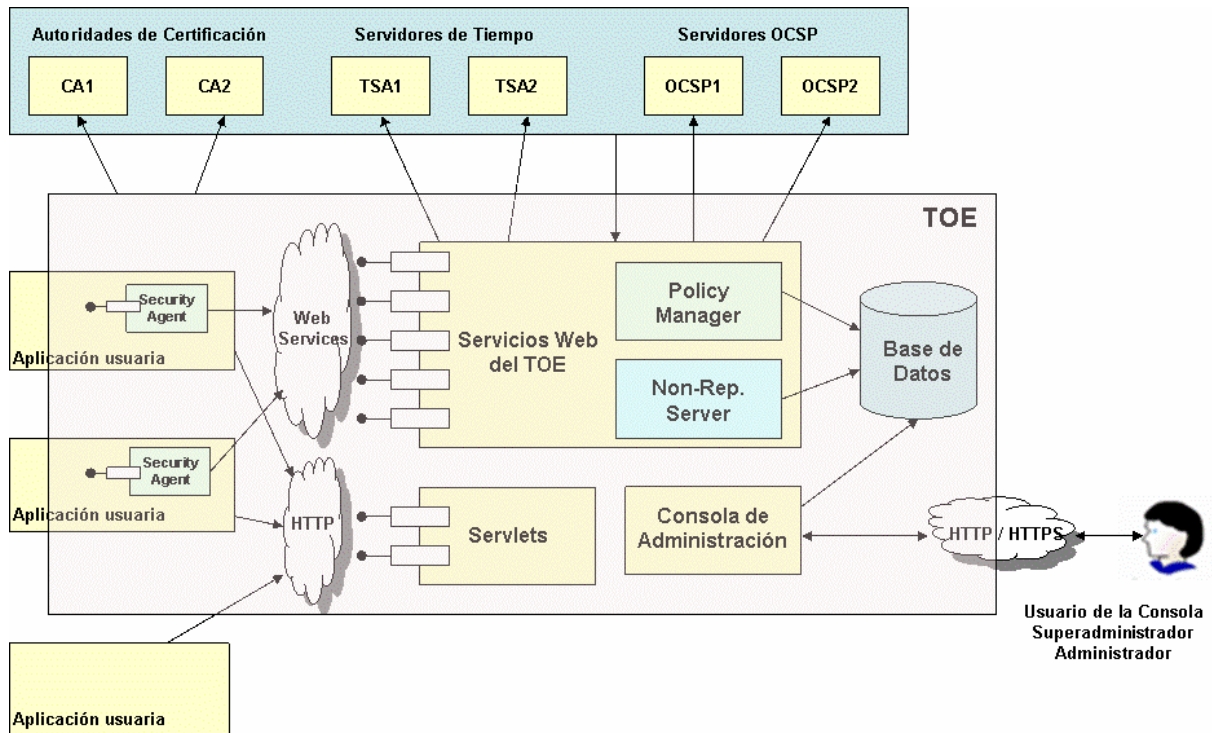 Autoridades de Certificación
Servidores de Tiempo
Servidores OCSP
CA1
CA2
TSA1
TSA2
OCSP1
OCSP2
TOE
Security
Agent
Aplicación usuaria
Web
Services
Servicios Web
del TOE
Policy
Manager
Non-Rep.
Server
Base de
Datos
Security
Agent
Aplicación usuaria
HTTP
Servlets
Consola de
Administración
HTTP / HTTPS
Usuario de la Consola
Superadministrador
Administrador
Aplicación usuaria